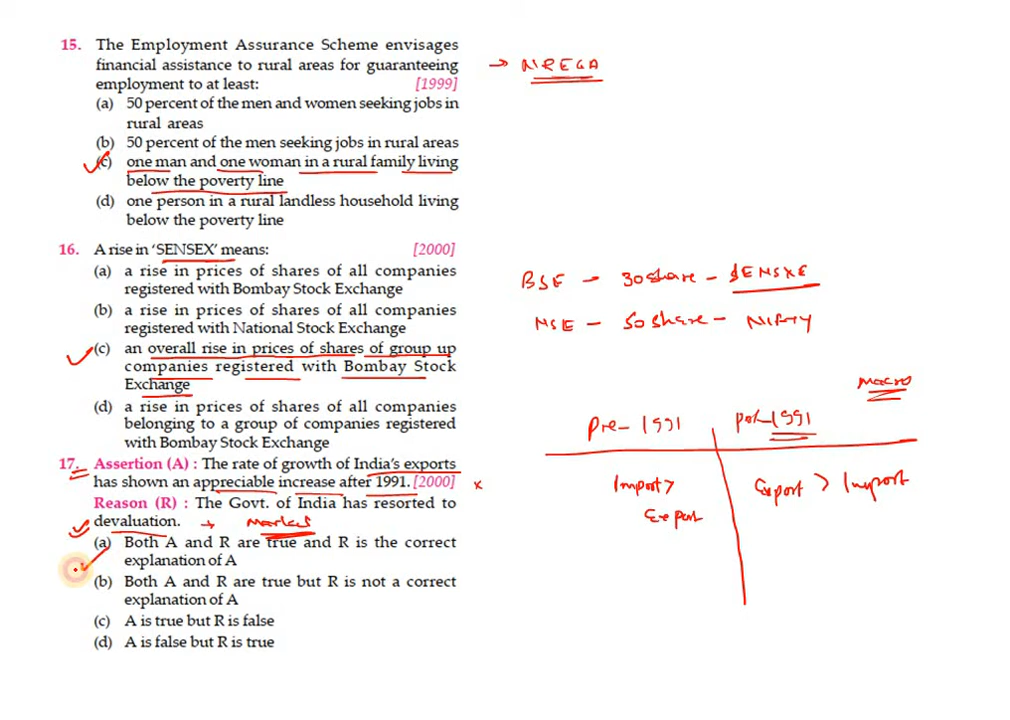 15. The Employment Assurance Scheme envisages
financial assistance to rural areas for guaranteeing
employment to at least: [1999]
(a) 50 percent of the men and women seeking jobs in
rural areas
(b) 50 percent of the men seeking jobs in rural areas
(c) one man and one woman in a rural family living
below the poverty line
(d) one person in a rural landless household living
below the poverty line
→ NREGA
16. A rise in ‘SENSEX’ means: [2000]
(a) a rise in prices of shares of all companies
registered with Bombay Stock Exchange
(b) a rise in prices of shares of all companies
registered with National Stock Exchange
(c) an overall rise in prices of shares of group up
companies registered with Bombay Stock
Exchange
(d) a rise in prices of shares of all companies
belonging to a group of companies registered
with Bombay Stock Exchange
BSE – 30 share – SENSXE
NSE – 50 share – Nifty
17. Assertion (A) : The rate of growth of India's exports
has shown an appreciable increase after 1991. [2000] x
Reason (R) : The Govt. of India has resorted to
devaluation. → Market
(a) Both A and R are true and R is the correct
explanation of A
(b) Both A and R are true but R is not a correct
explanation of A
(c) A is true but R is false
(d) A is false but R is true
Macro
Pre – 1991
1991
Import >
Export
Export > Import